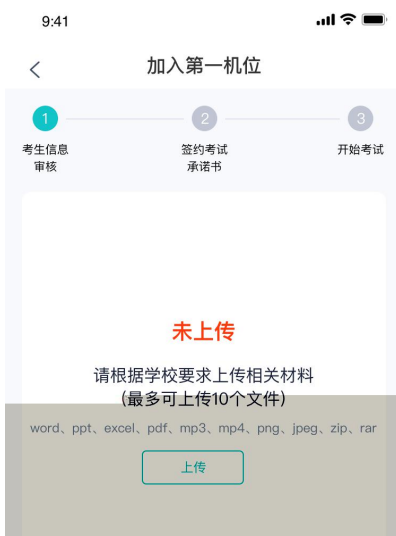 9:41
加入第一机位
1
2
3
考生信息
审核
签约考试
承诺书
开始考试
未上传
请根据学校要求上传相关材料
(最多可上传10个文件)
word、ppt、excel、pdf、mp3、mp4、png、jpeg、zip、rar
上传